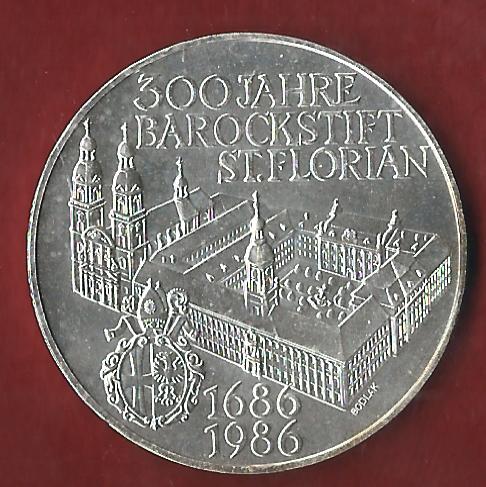 300 JAHRE
BAROCKSTIFT
ST. FLORIAN
1686
1986
BODLAK